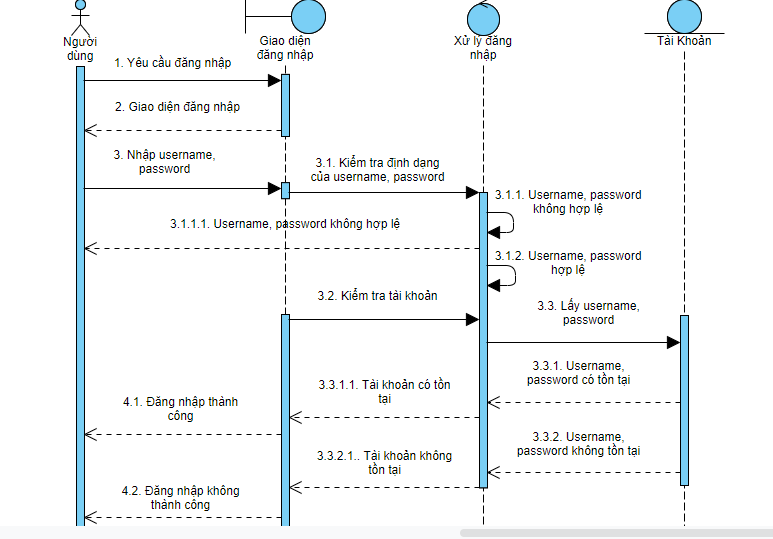 Người
dùng
Giao diện
đăng nhập
Xử lý đăng
nhập
Tài Khoản
1. Yêu cầu đăng nhập
2. Giao diện đăng nhập
3. Nhập username,
password
3.1. Kiểm tra định dạng
của username, password
3.1.1. Username, password
không hợp lệ
3.1.1.1. Username, password không hợp lệ
3.1.2. Username, password
hợp lệ
3.2. Kiểm tra tài khoản
3.3. Lấy username,
password
3.3.1. Username,
password có tồn tại
3.3.1.1. Tài khoản có tồn
tại
4.1. Đăng nhập thành
công
3.3.2. Username,
password không tồn tại
3.3.2.1.. Tài khoản không
tồn tại
4.2. Đăng nhập không
thành công